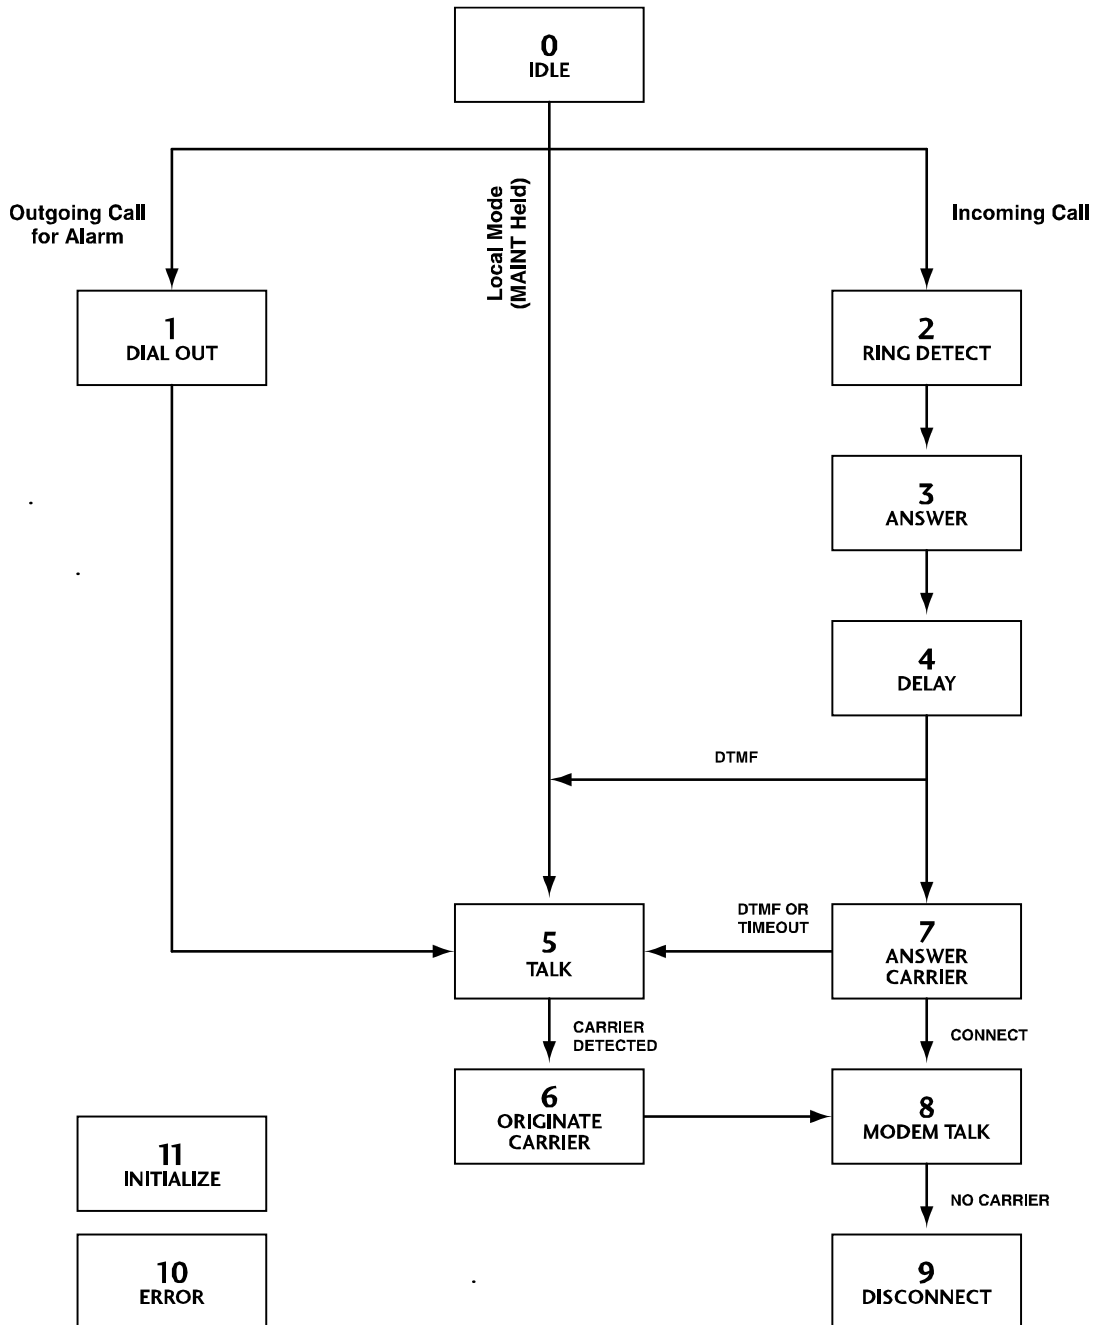 0
IDLE
Outgoing Call
for Alarm
Local Mode
(MAINT Held)
Incoming Call
1
DIAL OUT
2
RING DETECT
3
ANSWER
4
DELAY
DTMF
5
TALK
DTMF OR
TIMEOUT
7
ANSWER
CARRIER
CARRIER
DETECTED
CONNECT
6
ORIGINATE
CARRIER
8
MODEM TALK
11
INITIALIZE
NO CARRIER
10
ERROR
9
DISCONNECT